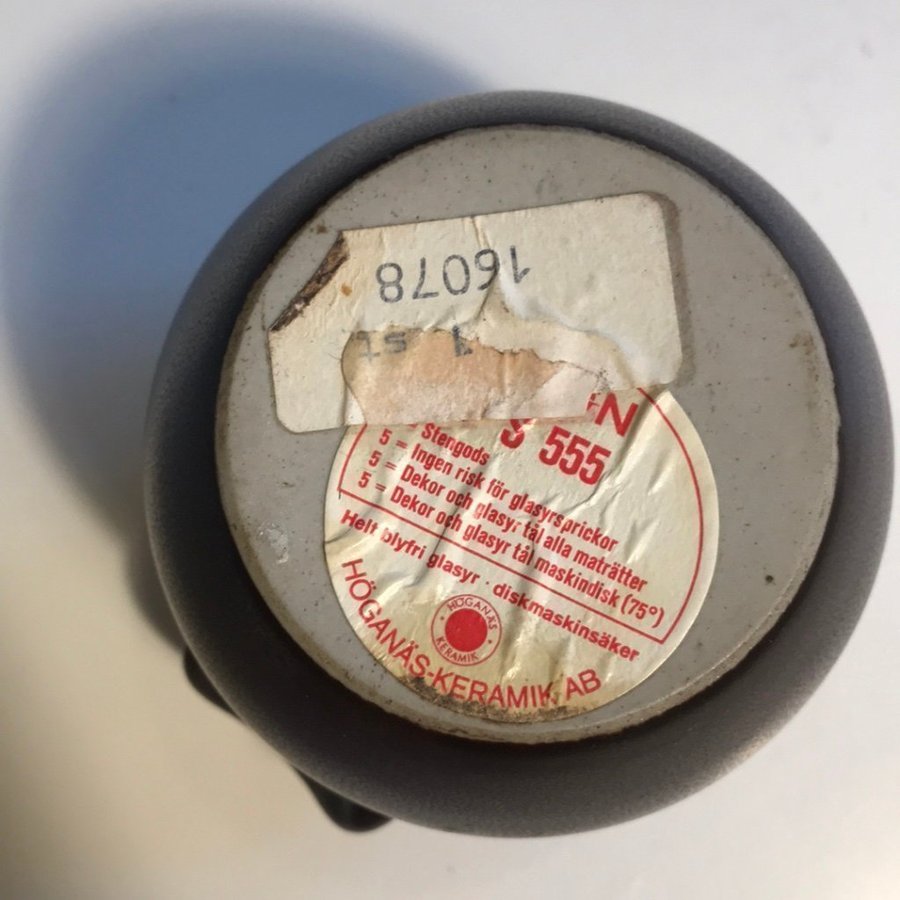 16078
1 st
S 555
Stengods
5 = Ingen risk för glasyrsprickor
5 = Dekor och glasyr tål alla maträtter
5 = Dekor och glasyr tål maskindisk (75°)
Helt blyfri glasyr · diskmaskinsäker
HÖGANÄS
KERAMIK
HÖGANÄS-KERAMIK AB